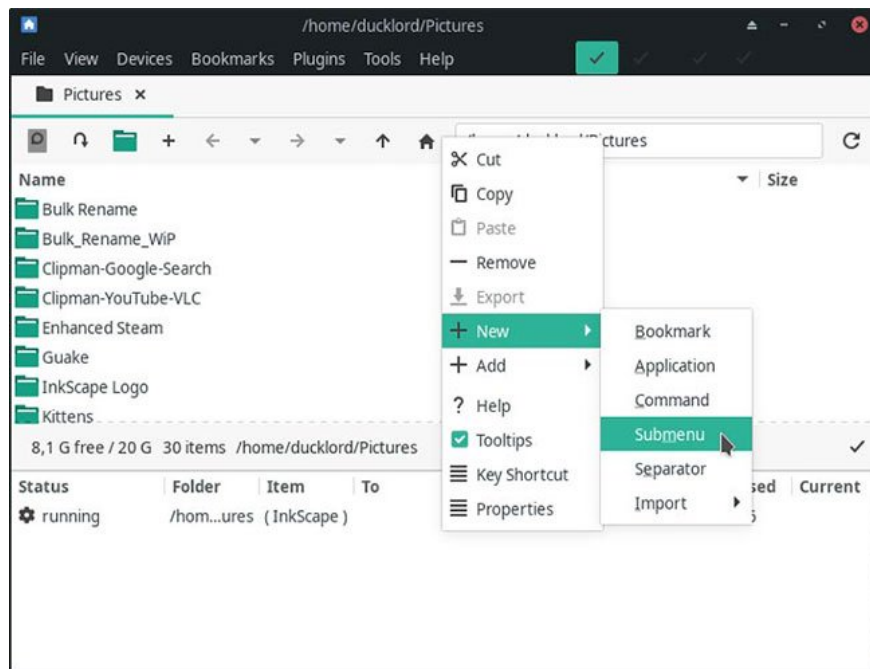 /home/ducklord/Pictures
File View Devices Bookmarks Plugins Tools Help
Pictures
Name
Size
Bulk Rename
Bulk_Rename_WiP
Clipman-Google-Search
Clipman-YouTube-VLC
Enhanced Steam
Guake
InkScape Logo
Kittens
Cut
Copy
Paste
Remove
Export
New
Add
Help
Tooltips
Key Shortcut
Properties
Bookmark
Application
Command
Submenu
Separator
Import
8,1 G free / 20 G 30 items /home/ducklord/Pictures
Status Folder Item To Current
running /hom...ures ( InkScape )